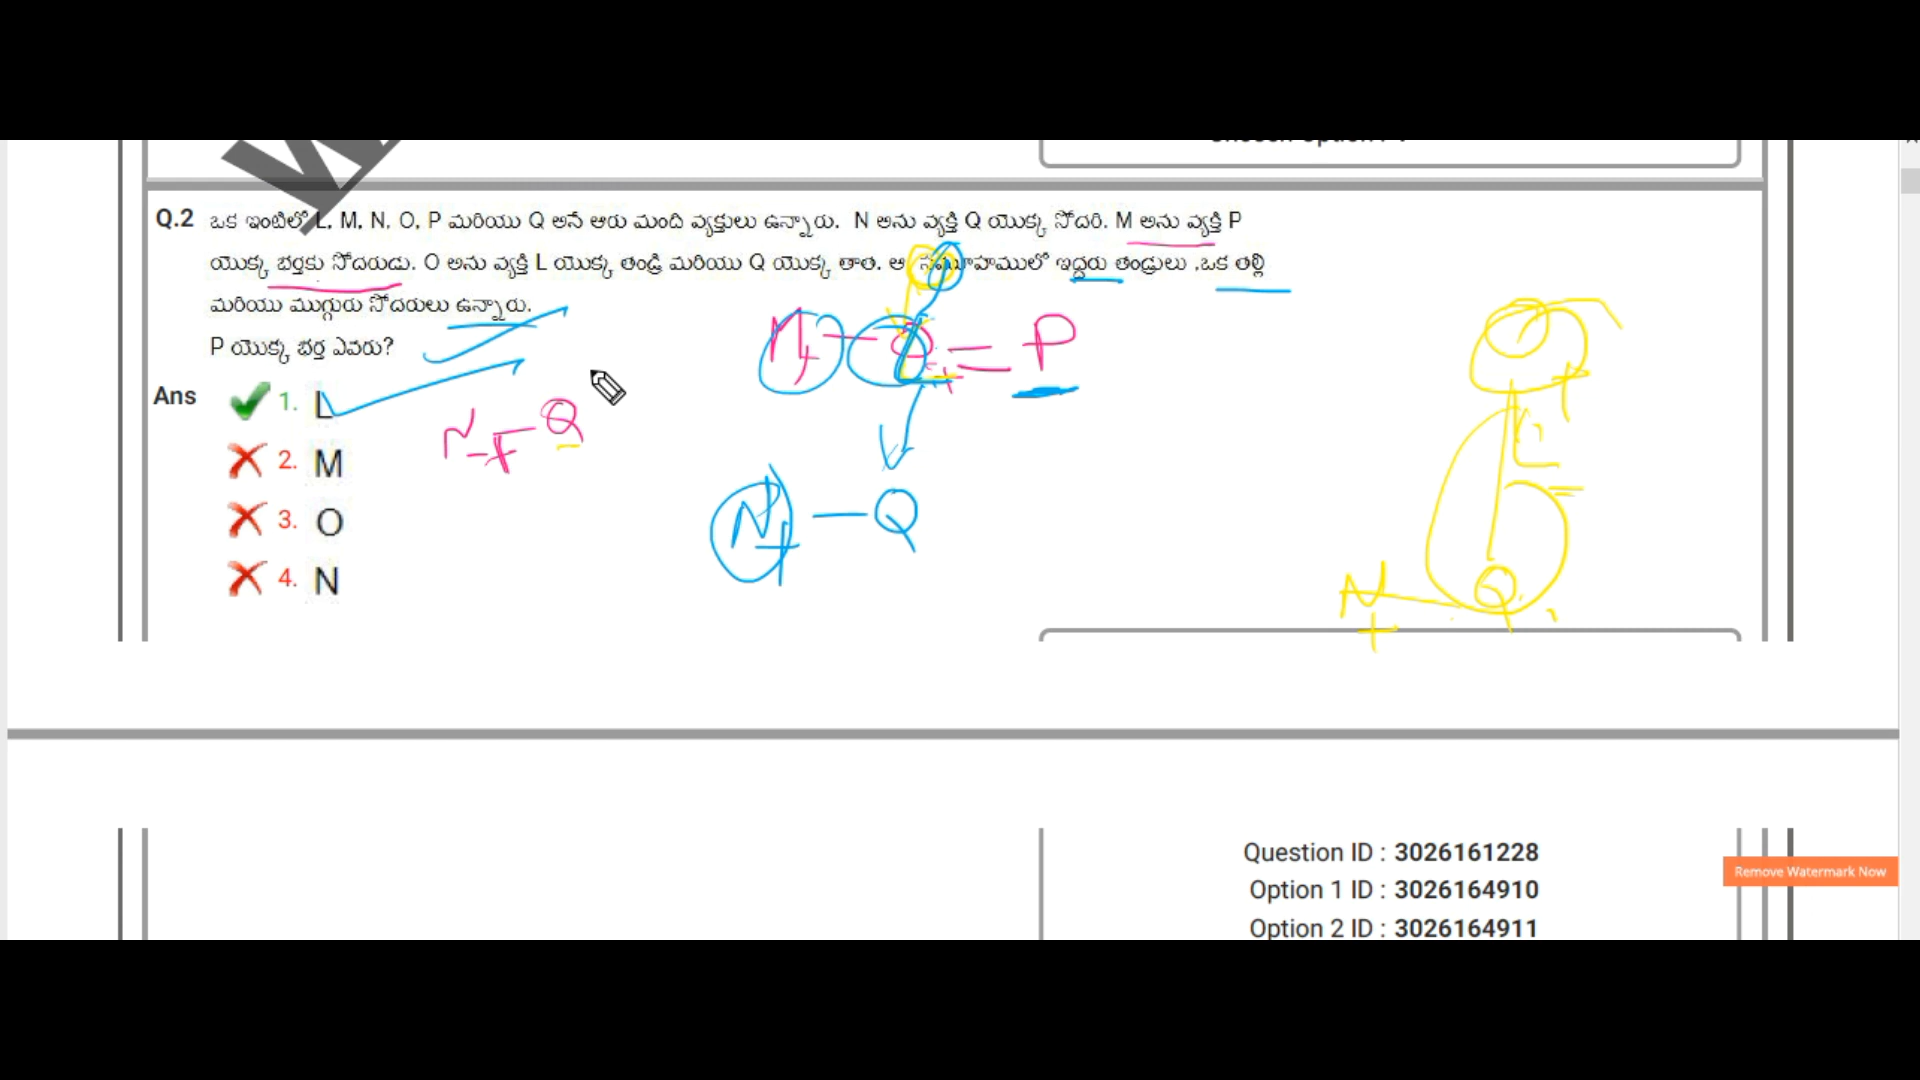 Q.2 ఒక ఇంటిలో L, M, N, O, P మరియు Q అనే ఆరు మంది వ్యక్తులు ఉన్నారు. N అను వ్యక్తి Q యొక్క సోదరి. M అను వ్యక్తి P
యొక్క భర్తకు సోదరుడు. O అను వ్యక్తి L యొక్క తండ్రి మరియు Q యొక్క తాత. ఆ సమూహములో ఇద్దరు తండ్రులు ,ఒక తల్లి
మరియు ముగ్గురు సోదరులు ఉన్నారు.
P యొక్క భర్త ఎవరు?
Ans 1. L
2. M
3. O
4. N
M = P
N - Q
N - Q
L
N Q
Question ID : 3026161228
Option 1 ID : 3026164910
Option 2 ID : 3026164911
Remove Watermark Now